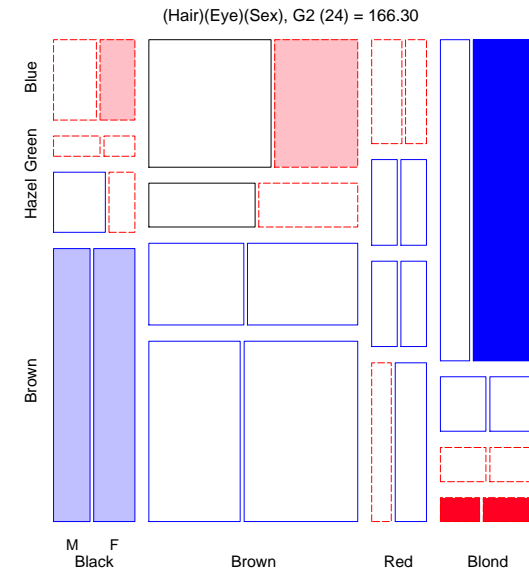 (Hair)(Eye)(Sex), G2 (24) = 166.30
Blue
Green
Hazel
Brown
M F
Black Brown Red Blond